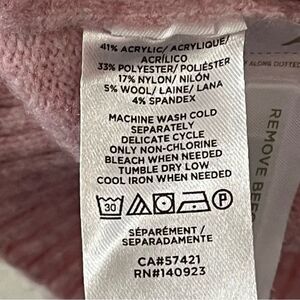 41% ACRYLIC/ ACRYLIQUE/
ACRÍLICO
33% POLYESTER/ POLIÉSTER
17% NYLON/ NILÓN
5% WOOL/ LAINE/ LANA
4% SPANDEX
MACHINE WASH COLD
SEPARATELY
DELICATE CYCLE
ONLY NON-CHLORINE
BLEACH WHEN NEEDED
TUMBLE DRY LOW
COOL IRON WHEN NEEDED
30
P
SÉPARÉMENT /
SEPARADAMENTE
CA#57421
RN#140923
ALONG DOTTED
REMOVE